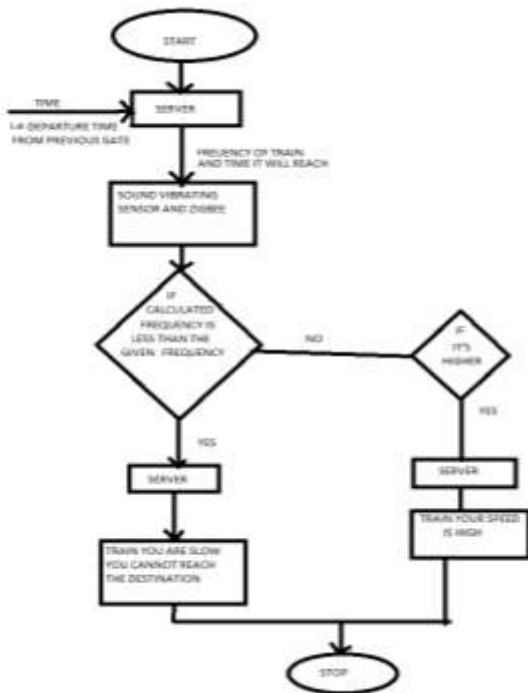 START
TIME
SERVER
i.e DEPARTURE TIME
FROM PREVIOUS GATE
FREUENCY OF TRAIN
AND TIME IT WILL REACH
SOUND VIBRATING
SENSOR AND ZIGBEE
IF
CALCULATED
FREQUENCY IS
LESS THAN THE
GIVEN FREQUENCY
NO
IF
IT'S
HIGHER
YES
YES
SERVER
SERVER
TRAIN YOUR SPEED
IS HIGH
TRAIN YOU ARE SLOW
YOU CANNOT REACH
THE DESTINATION
STOP